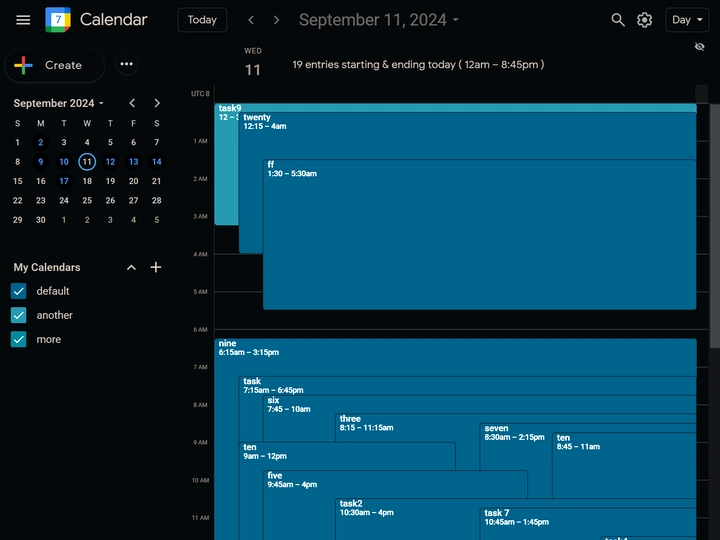 7 Calendar
Today
September 11, 2024
Day
Create
WED
11
19 entries starting & ending today ( 12am – 8:45pm )
September 2024
S M T W T F S
1 2 3 4 5 6 7
8 9 10 11 12 13 14
15 16 17 18 19 20 21
22 23 24 25 26 27 28
29 30 1 2 3 4 5
My Calendars
default
another
more
UTC 8
1 AM
2 AM
3 AM
4 AM
5 AM
6 AM
7 AM
8 AM
9 AM
10 AM
11 AM
task9
12 –
twenty
12:15 – 4am
ff
1:30 – 5:30am
nine
6:15am – 3:15pm
task
7:15am – 6:45pm
six
7:45 – 10am
three
8:15 – 11:15am
seven
8:30am – 2:15pm
ten
8:45 – 11am
ten
9am – 12pm
five
9:45am – 4pm
task2
10:30am – 4pm
task 7
10:45am – 1:45pm